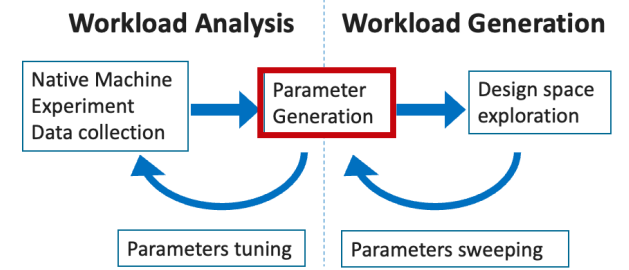 Workload Analysis
Workload Generation
Native Machine
Experiment
Data collection
Parameter
Generation
Design space
exploration
Parameters tuning
Parameters sweeping